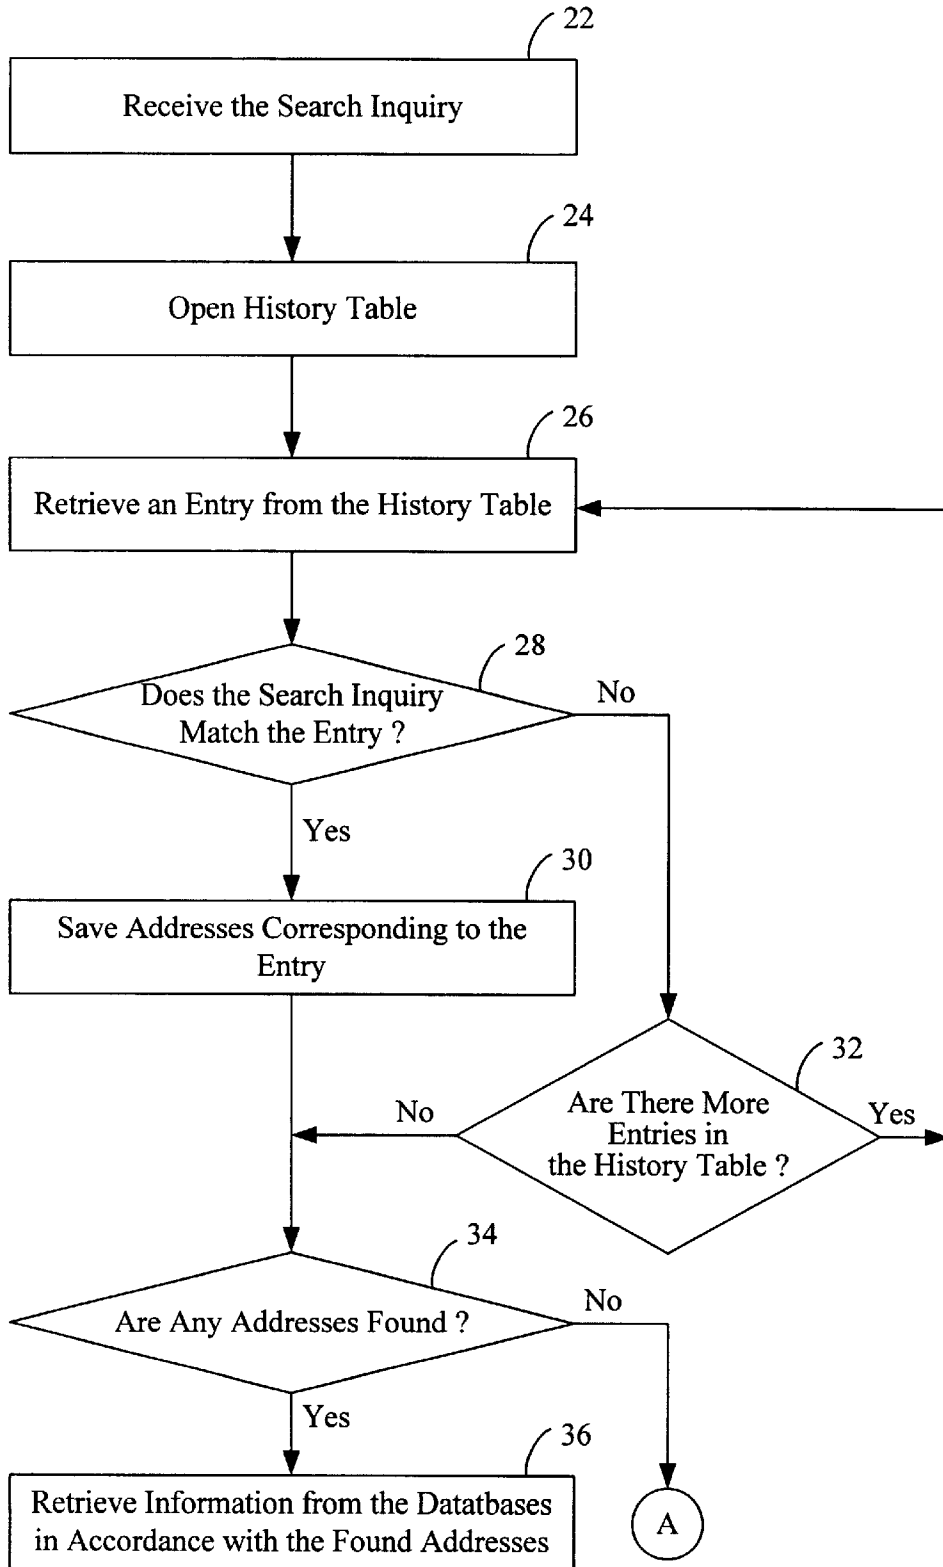 22
Receive the Search Inquiry
24
Open History Table
26
Retrieve an Entry from the History Table
28
Does the Search Inquiry
Match the Entry ?
No
Yes
30
Save Addresses Corresponding to the
Entry
32
Are There More
Entries in
the History Table ?
No
Yes
34
Are Any Addresses Found ?
No
Yes
36
Retrieve Information from the Datatbases
in Accordance with the Found Addresses
A